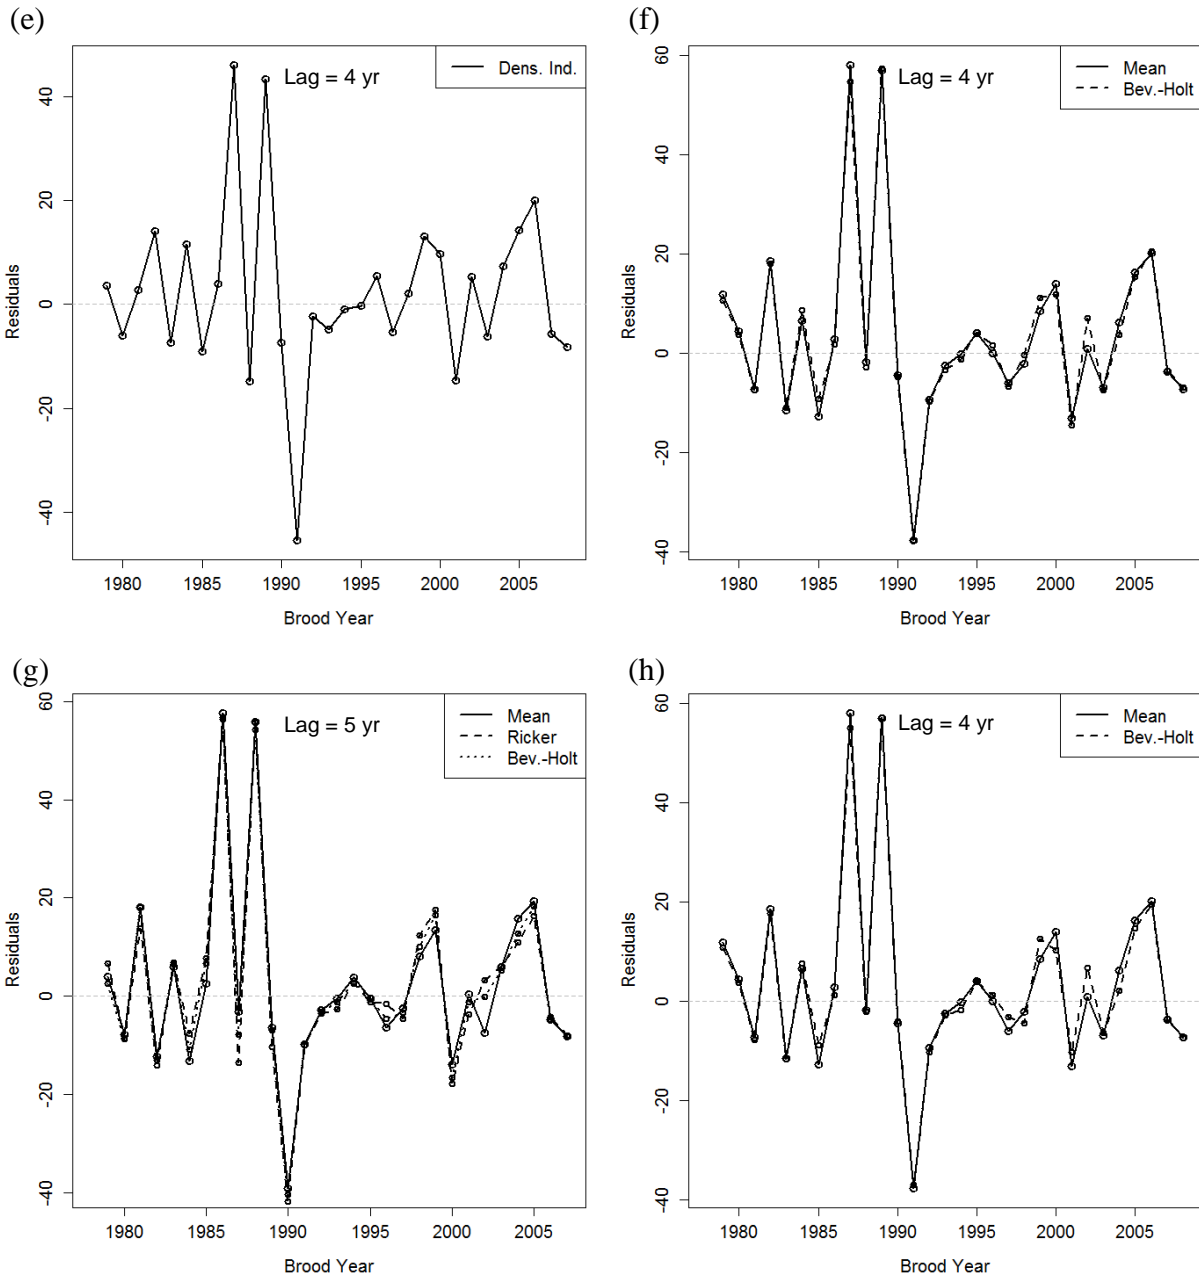 (e)
Lag = 4 yr
Dens. Ind.
Residuals
40
20
0
-20
-40
1980 1985 1990 1995 2000 2005
Brood Year
(f)
Lag = 4 yr
Mean
Bev.-Holt
Residuals
60
40
20
0
-20
-40
1980 1985 1990 1995 2000 2005
Brood Year
(g)
Lag = 5 yr
Mean
Ricker
Bev.-Holt
Residuals
60
40
20
0
-20
-40
1980 1985 1990 1995 2000 2005
Brood Year
(h)
Lag = 4 yr
Mean
Bev.-Holt
Residuals
60
40
20
0
-20
-40
1980 1985 1990 1995 2000 2005
Brood Year